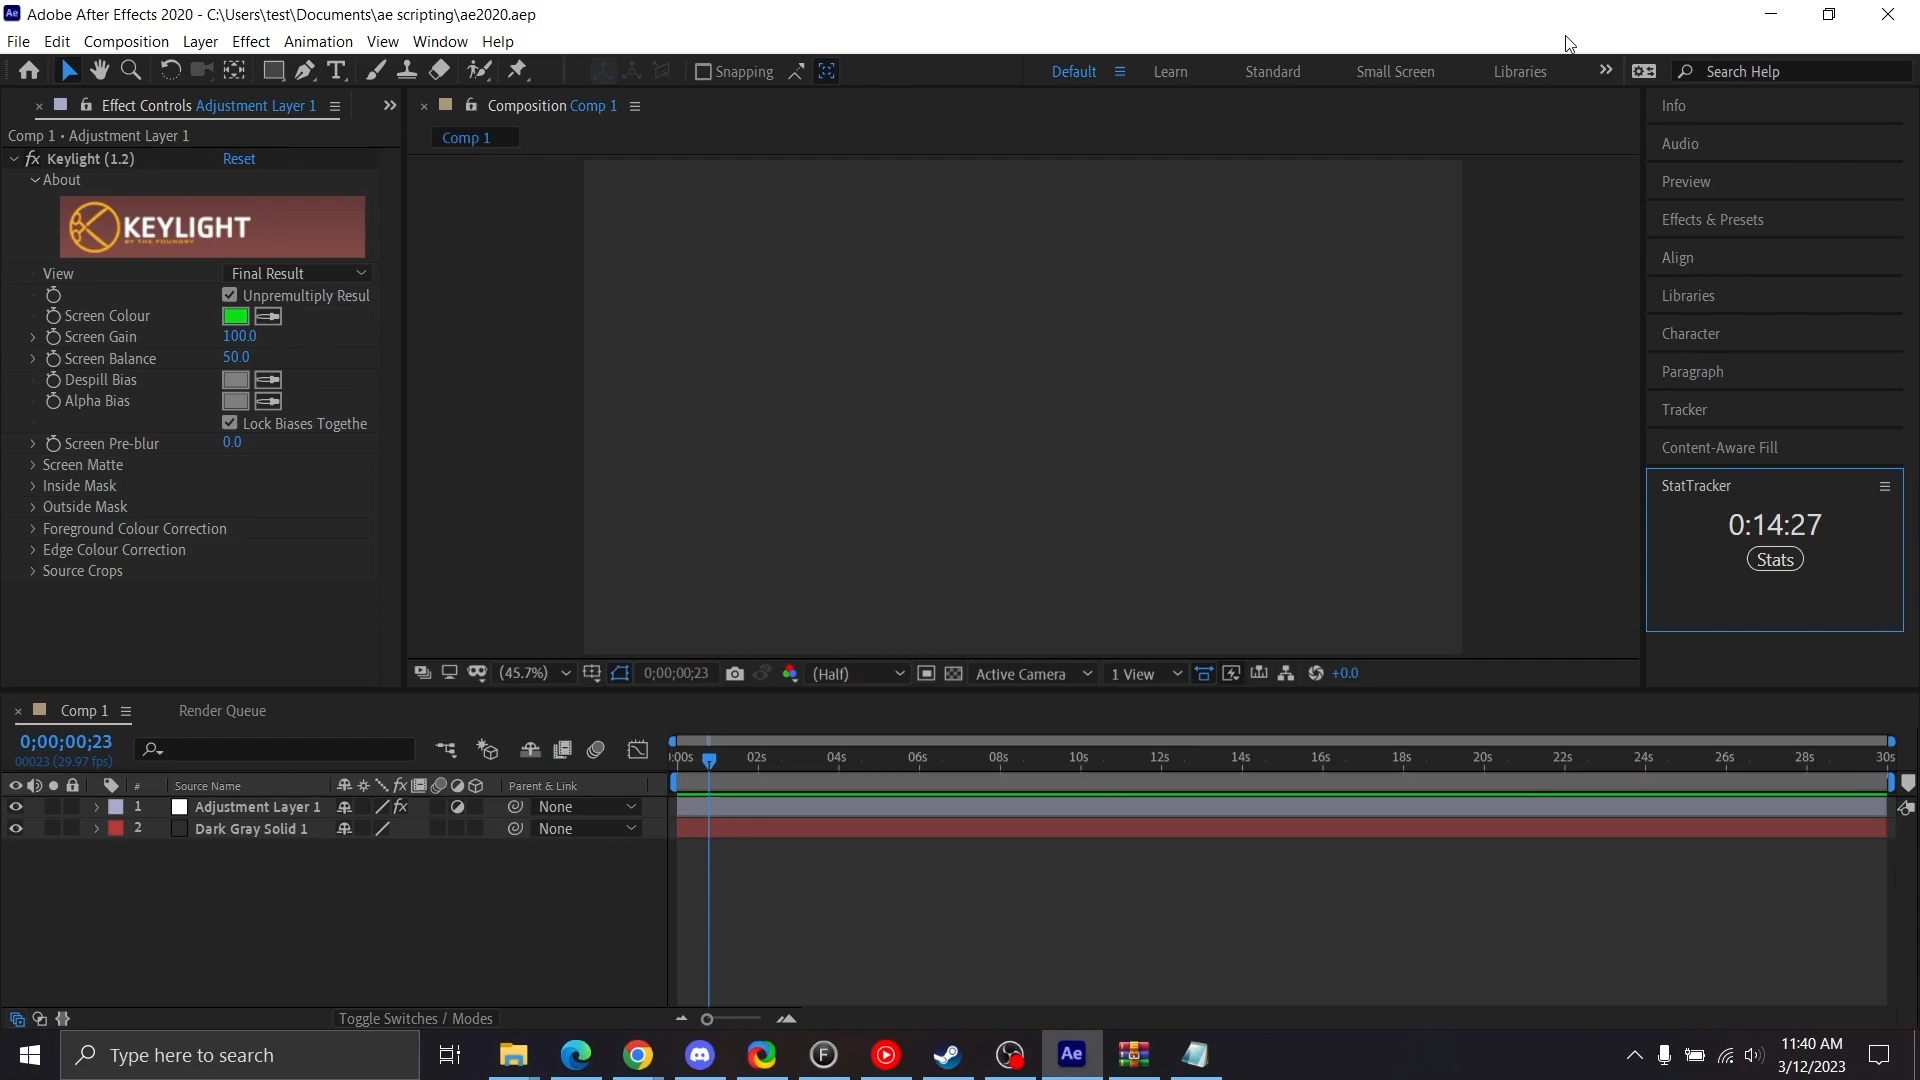 Adobe After Effects 2020 - C:\Users\test\Documents\ae scripting\ae2020.aep
File Edit Composition Layer Effect Animation View Window Help
Snapping Default Learn Standard Small Screen Libraries Search Help
Effect Controls Adjustment Layer 1
Composition Comp 1
Comp 1 • Adjustment Layer 1
Comp 1
fx Keylight (1.2) Reset
About
KEYLIGHT
BY THE FOUNDRY
View Final Result
Unpremultiply Resul
Screen Colour
Screen Gain 100.0
Screen Balance 50.0
Despill Bias
Alpha Bias
Lock Biases Togethe
Screen Pre-blur 0.0
Screen Matte
Inside Mask
Outside Mask
Foreground Colour Correction
Edge Colour Correction
Source Crops
(45.7%) 0;00;00;23 (Half) Active Camera 1 View +0.0
Info
Audio
Preview
Effects & Presets
Align
Libraries
Character
Paragraph
Tracker
Content-Aware Fill
StatTracker
0:14:27
Stats
Comp 1 Render Queue
0;00;00;23
00023 (29.97 fps)
:00s 02s 04s 06s 08s 10s 12s 14s 16s 18s 20s 22s 24s 26s 28s 30s
# Source Name fx Parent & Link
1 Adjustment Layer 1 fx None
2 Dark Gray Solid 1 None
Toggle Switches / Modes
Type here to search
F
Ae
11:40 AM
3/12/2023